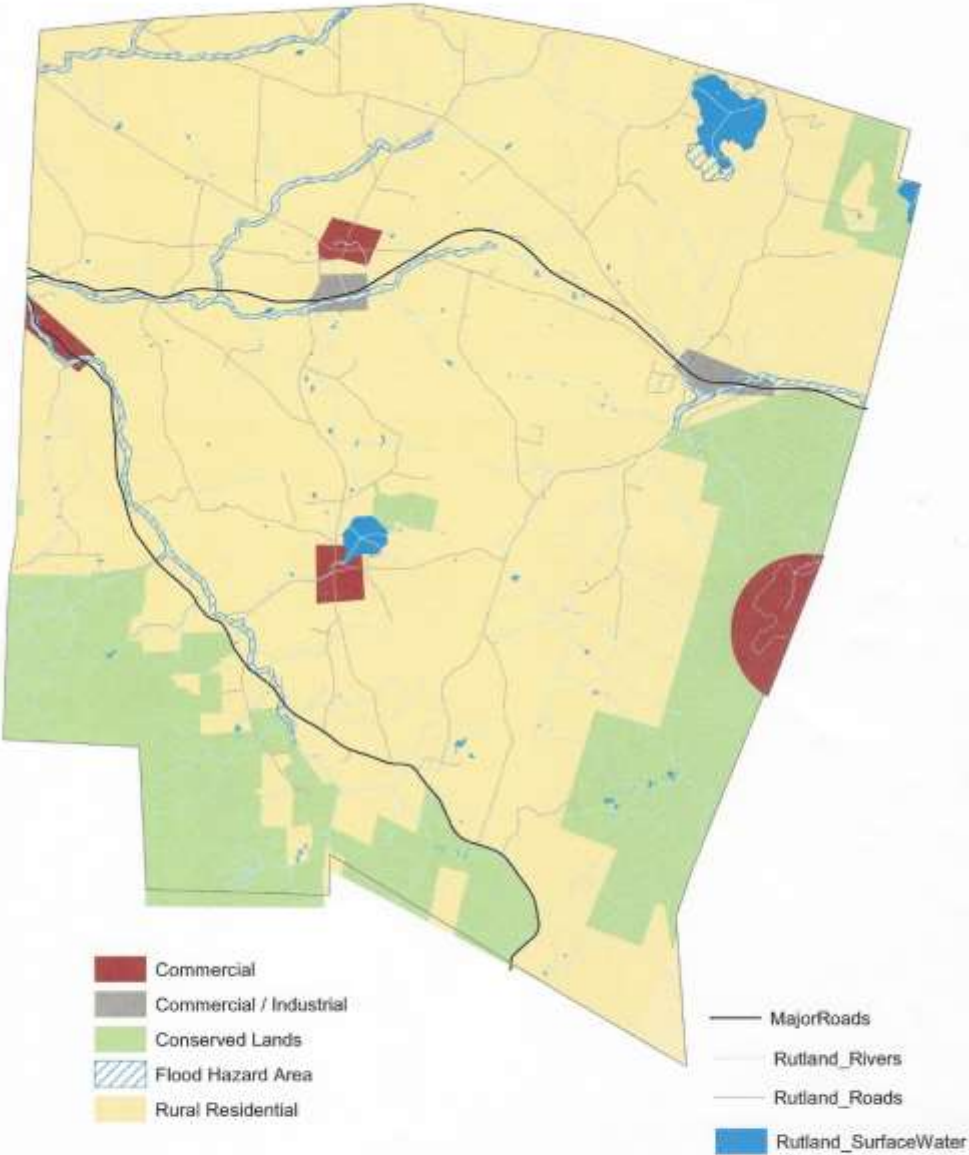 Commercial
Commercial / Industrial
Conserved Lands
Flood Hazard Area
Rural Residential
MajorRoads
Rutland_Rivers
Rutland_Roads
Rutland_SurfaceWater